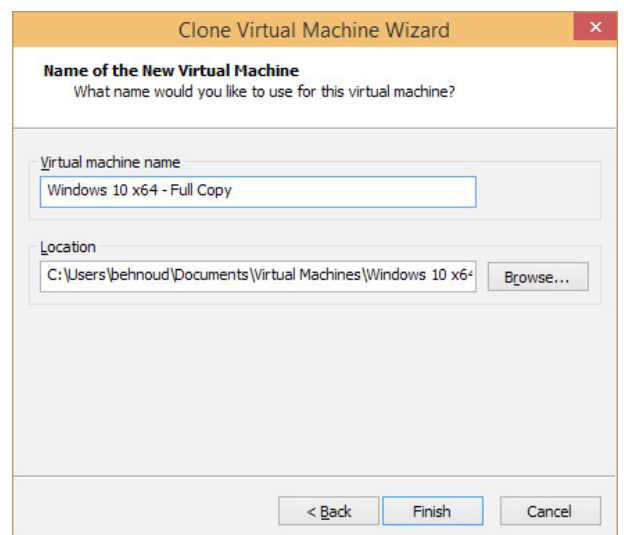 Clone Virtual Machine Wizard
Name of the New Virtual Machine
What name would you like to use for this virtual machine?
Virtual machine name
Windows 10 x64 - Full Copy
Location
C:\Users\behnoud\Documents\Virtual Machines\Windows 10 x64
Browse...
< Back Finish Cancel